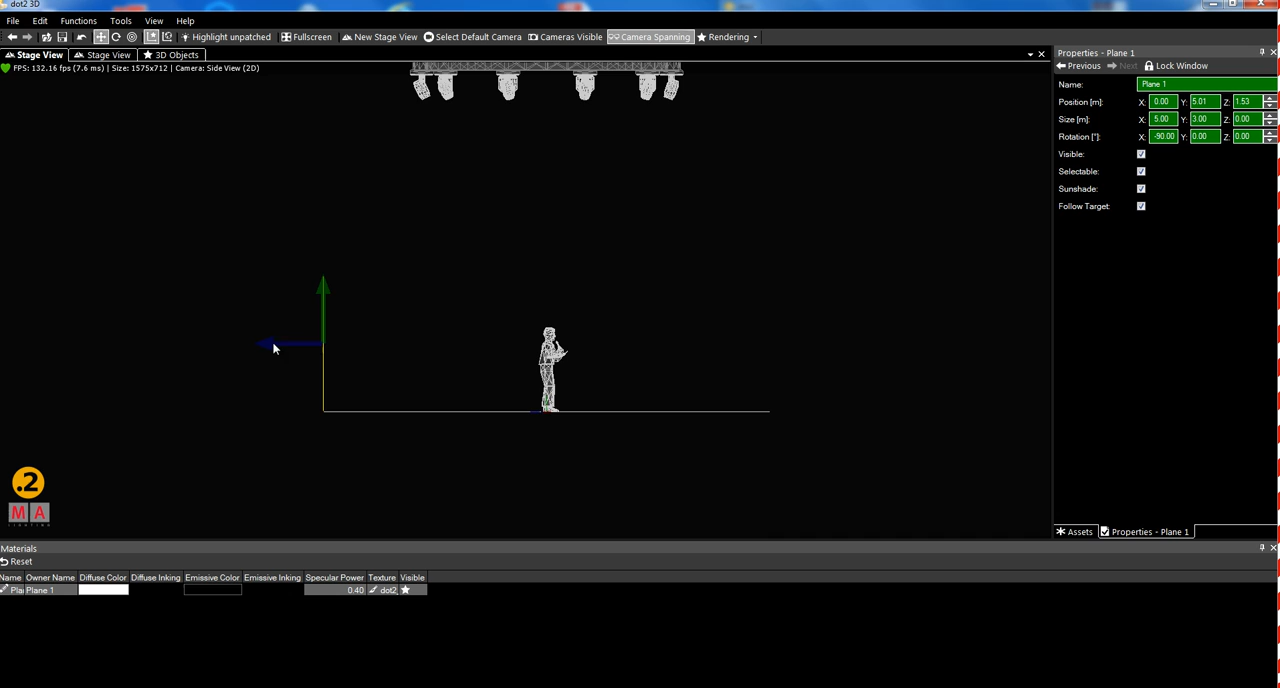 dot2 3D
File Edit Functions Tools View Help
Highlight unpatched Fullscreen New Stage View Select Default Camera Cameras Visible Camera Spanning Rendering
Stage View Stage View 3D Objects
FPS: 132.16 fps (7.6 ms) | Size: 1575x712 | Camera: Side View (2D)
Properties - Plane 1
Previous Next Lock Window
Name: Plane 1
Position [m]: X: 0.00 Y: 5.01 Z: 1.53
Size [m]: X: 5.00 Y: 3.00 Z: 0.00
Rotation [°]: X: -90.00 Y: 0.00 Z: 0.00
Visible:
Selectable:
Sunshade:
Follow Target:
.2
MA
Assets Properties - Plane 1
Materials
Reset
Name Owner Name Diffuse Color Diffuse Inking Emissive Color Emissive Inking Specular Power Texture Visible
Pla Plane 1 0.40 dot2